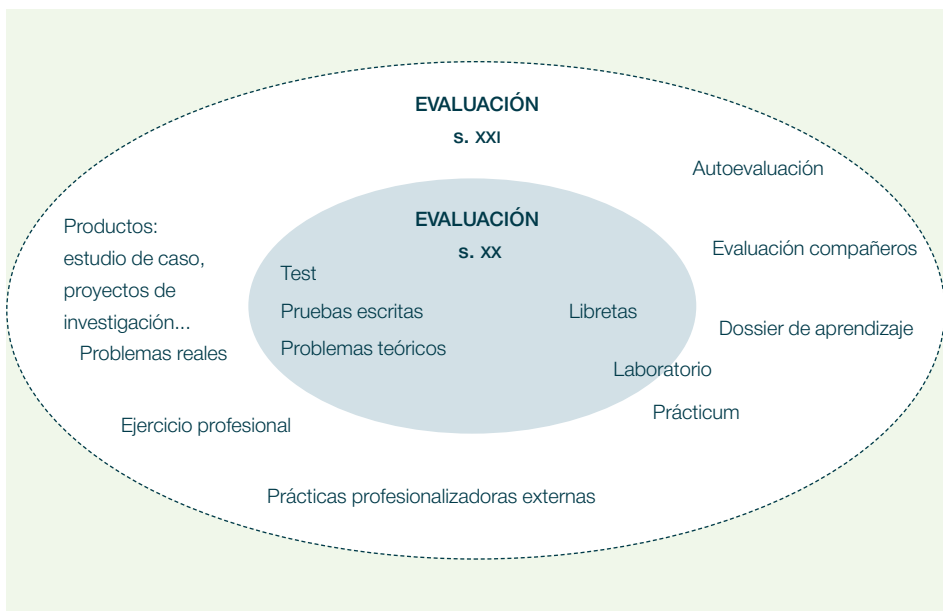 EVALUACIÓN
s. XXI
Autoevaluación
EVALUACIÓN
s. XX
Productos:
estudio de caso,
proyectos de
investigación...
Problemas reales
Evaluación compañeros
Test
Pruebas escritas
Libretas
Problemas teóricos
Dossier de aprendizaje
Laboratorio
Prácticum
Ejercicio profesional
Prácticas profesionalizadoras externas